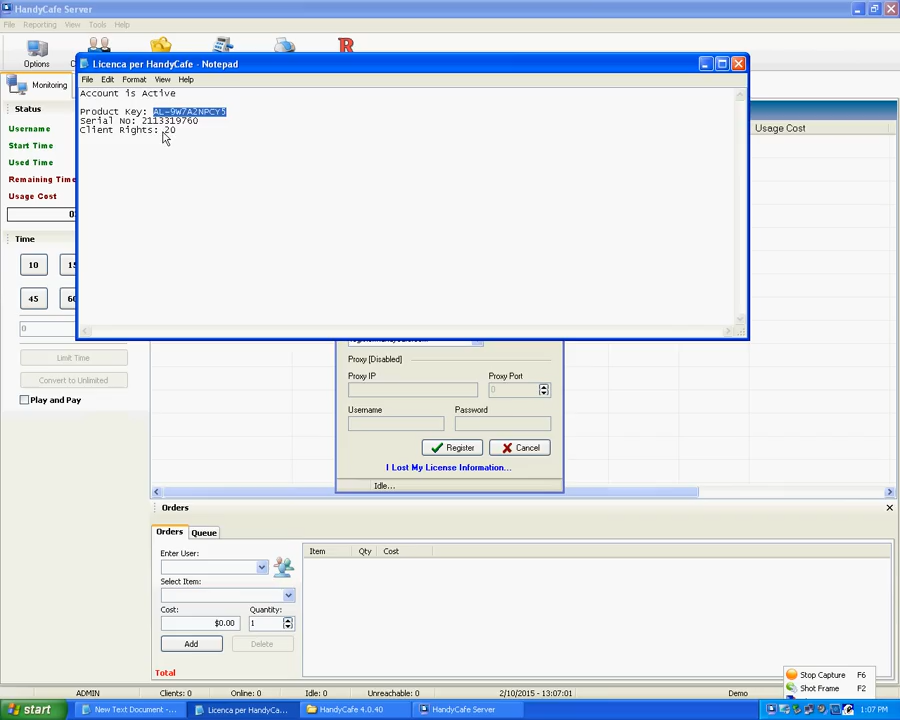 HandyCafe Server
File Reporting View Tools Help
Options
Monitoring
Licenca per HandyCafe - Notepad
File Edit Format View Help
Account is Active
Product Key: AL-9W7A2NPCY5
Serial No: 2113319760
Client Rights: 20
Status
Username
Start Time
Used Time
Remaining Time
Usage Cost
Usage Cost
Time
10
45
0
Limit Time
Convert to Unlimited
Play and Pay
Proxy [Disabled]
Proxy IP Proxy Port
0
Username Password
Register Cancel
I Lost My License Information...
Idle...
Orders
Orders Queue
Enter User:
Select Item:
Cost: Quantity:
$0.00 1
Add Delete
Total
Item Qty Cost
Stop Capture F6
Shot Frame F2
ADMIN Clients: 0 Online: 0 Idle: 0 Unreachable: 0 2/10/2015 - 13:07:01 Demo
start New Text Document -... Licenca per HandyCa... HandyCafe 4.0.40 HandyCafe Server 1:07 PM